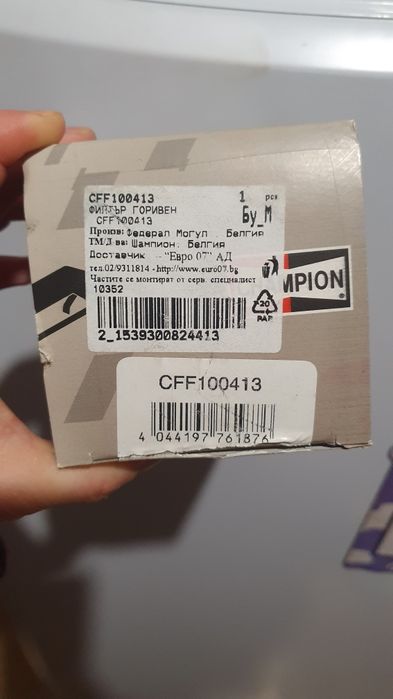 CFF100413 1 pcs
ФИЛТЪР ГОРИВЕН Бу_М
CFF100413
Произв: Федерал Могул . Белгия
ТМ/Д-ва: Шампион. Белгия
Доставчик - "Евро 07" АД
тел.02/9311814 -http://www.euro07.bg
Частите се монтират от серв. специалист
10352
MPION
20
PAP
2_1539300824413
CFF100413
4 044197 761876